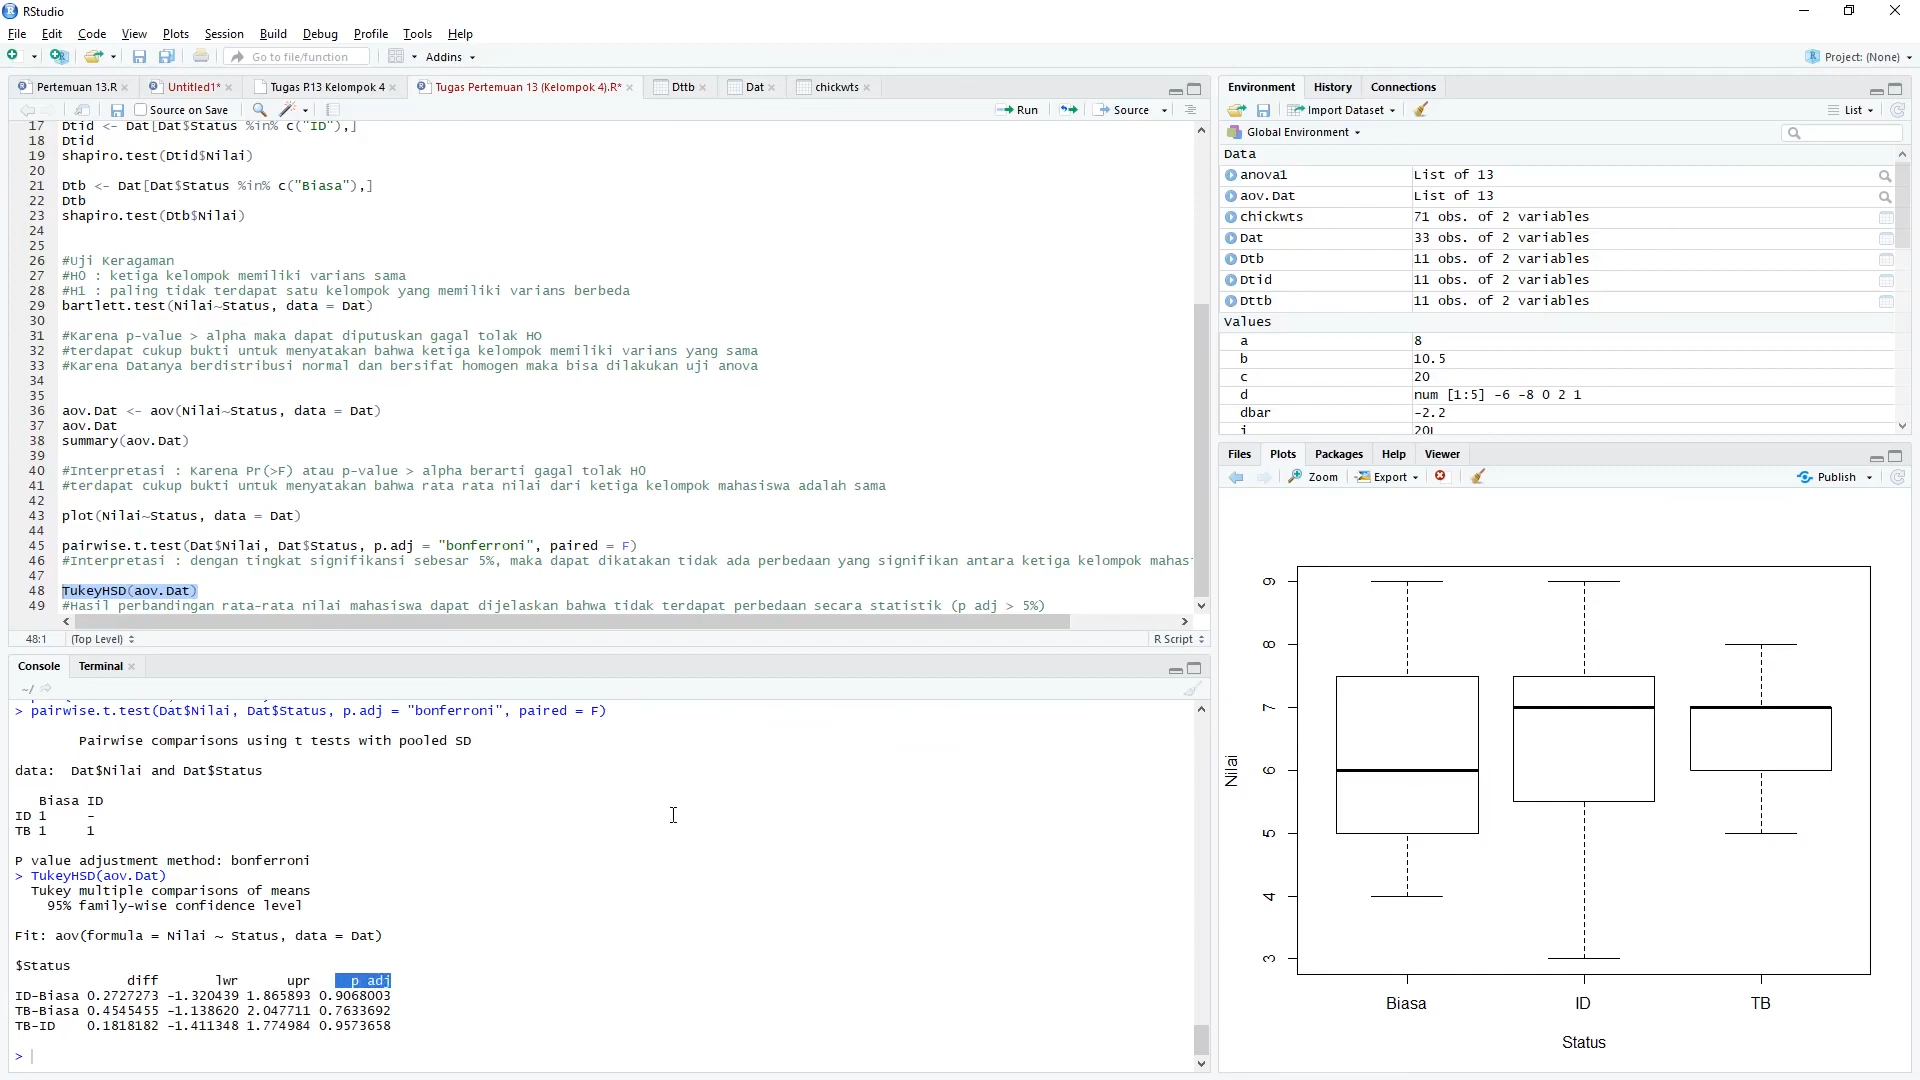 RStudio
File Edit Code View Plots Session Build Debug Profile Tools Help
Go to file/function Addins Project: (None)
Pertemuan 13.R Untitled1* Tugas P.13 Kelompok 4 Tugas Pertemuan 13 (Kelompok 4).R* Dttb Dat chickwts
Source on Save Run Source
17 Dtid <- Dat[Dat$Status %in% c("ID"),]
18 Dtid
19 shapiro.test(Dtid$Nilai)
20
21 Dtb <- Dat[Dat$Status %in% c("Biasa"),]
22 Dtb
23 shapiro.test(Dtb$Nilai)
24
25
26 #Uji Keragaman
27 #H0 : ketiga kelompok memiliki varians sama
28 #H1 : paling tidak terdapat satu kelompok yang memiliki varians berbeda
29 bartlett.test(Nilai~Status, data = Dat)
30
31 #Karena p-value > alpha maka dapat diputuskan gagal tolak H0
32 #terdapat cukup bukti untuk menyatakan bahwa ketiga kelompok memiliki varians yang sama
33 #Karena Datanya berdistribusi normal dan bersifat homogen maka bisa dilakukan uji anova
34
35
36 aov.Dat <- aov(Nilai~Status, data = Dat)
37 aov.Dat
38 summary(aov.Dat)
39
40 #Interpretasi : Karena Pr(>F) atau p-value > alpha berarti gagal tolak H0
41 #terdapat cukup bukti untuk menyatakan bahwa rata rata nilai dari ketiga kelompok mahasiswa adalah sama
42
43 plot(Nilai~Status, data = Dat)
44
45 pairwise.t.test(Dat$Nilai, Dat$Status, p.adj = "bonferroni", paired = F)
46 #Interpretasi : dengan tingkat signifikansi sebesar 5%, maka dapat dikatakan tidak ada perbedaan yang signifikan antara ketiga kelompok mahas
47
48 TukeyHSD(aov.Dat)
49 #Hasil perbandingan rata-rata nilai mahasiswa dapat dijelaskan bahwa tidak terdapat perbedaan secara statistik (p adj > 5%)
48:1 (Top Level) R Script
Console Terminal
~/
> pairwise.t.test(Dat$Nilai, Dat$Status, p.adj = "bonferroni", paired = F)
Pairwise comparisons using t tests with pooled SD
data: Dat$Nilai and Dat$Status
Biasa ID
ID 1 -
TB 1 1
P value adjustment method: bonferroni
> TukeyHSD(aov.Dat)
Tukey multiple comparisons of means
95% family-wise confidence level
Fit: aov(formula = Nilai ~ Status, data = Dat)
$Status
diff lwr upr p adj
ID-Biasa 0.2727273 -1.320439 1.865893 0.9068003
TB-Biasa 0.4545455 -1.138620 2.047711 0.7633692
TB-ID 0.1818182 -1.411348 1.774984 0.9573658
>
Environment History Connections
Import Dataset List
Global Environment
Data
anova1 List of 13
aov.Dat List of 13
chickwts 71 obs. of 2 variables
Dat 33 obs. of 2 variables
Dtb 11 obs. of 2 variables
Dtid 11 obs. of 2 variables
Dttb 11 obs. of 2 variables
Values
a 8
b 10.5
c 20
d num [1:5] -6 -8 0 2 1
dbar -2.2
i 20L
Files Plots Packages Help Viewer
Zoom Export Publish
9
8
7
6
5
4
3
Nilai
Biasa ID TB
Status